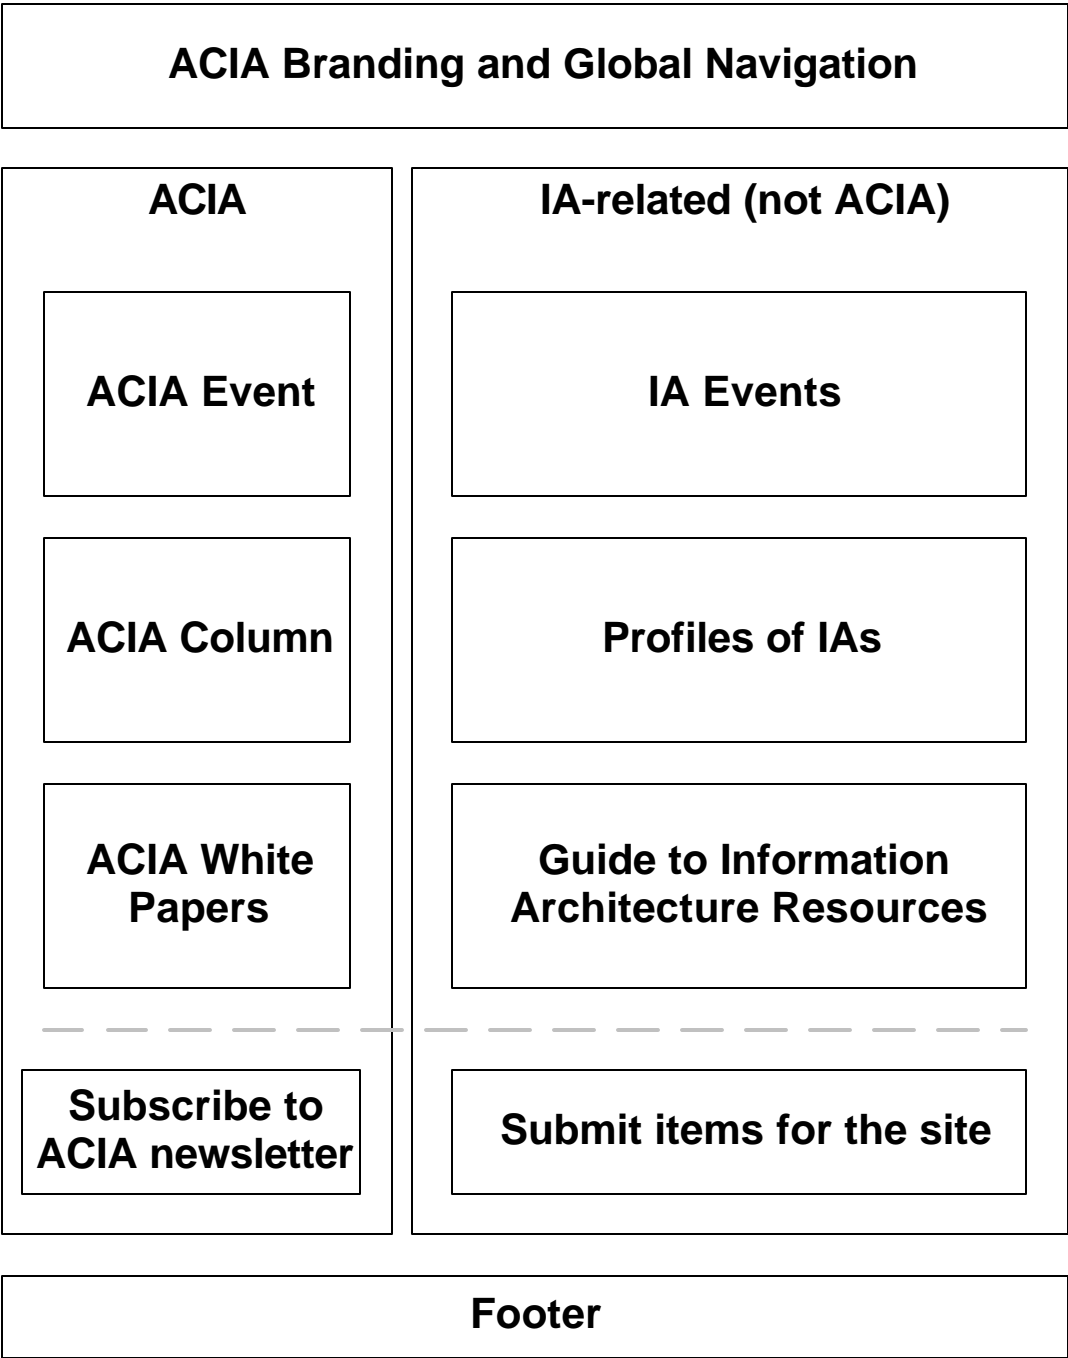 ACIA Branding and Global Navigation
ACIA
ACIA Event
ACIA Column
ACIA White
Papers
Subscribe to
ACIA newsletter
IA-related (not ACIA)
IA Events
Profiles of IAs
Guide to Information
Architecture Resources
Submit items for the site
Footer